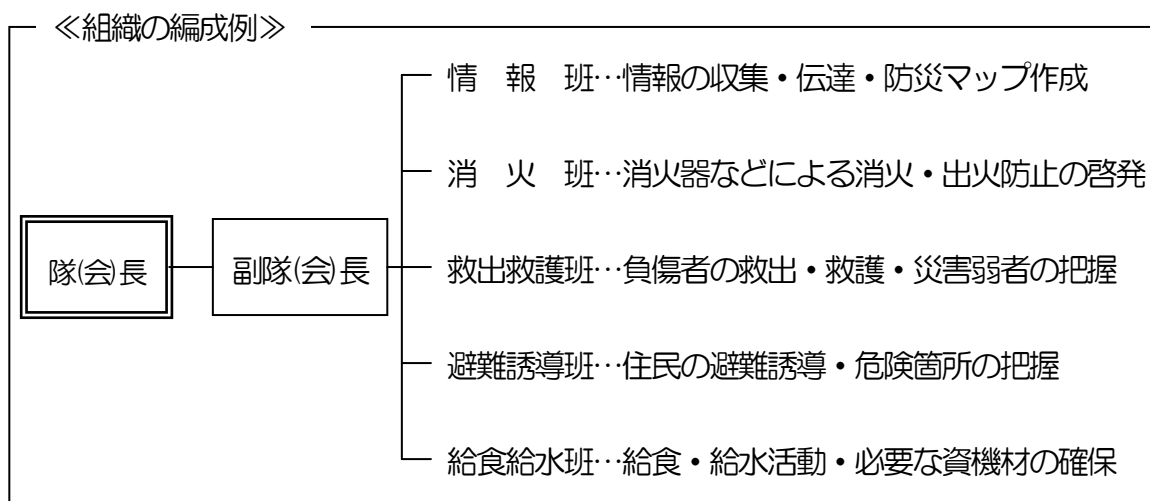 ≪組織の編成例≫
情 報 班…情報の収集・伝達・防災マップ作成
消 火 班…消火器などによる消火・出火防止の啓発
隊(会)長
副隊(会)長
救出救護班…負傷者の救出・救護・災害弱者の把握
避難誘導班…住民の避難誘導・危険箇所の把握
給食給水班…給食・給水活動・必要な資機材の確保